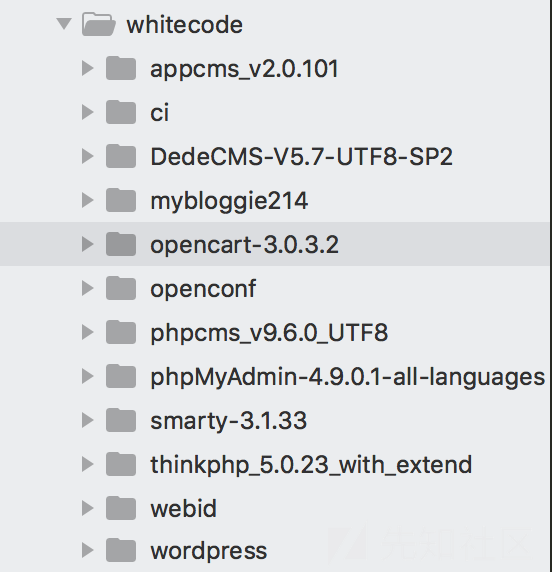 whitecode
appcms_v2.0.101
ci
DedeCMS-V5.7-UTF8-SP2
mybloggie214
opencart-3.0.3.2
openconf
phpcms_v9.6.0_UTF8
phpMyAdmin-4.9.0.1-all-languages
smarty-3.1.33
thinkphp_5.0.23_with_extend
webid
wordpress
先知社区